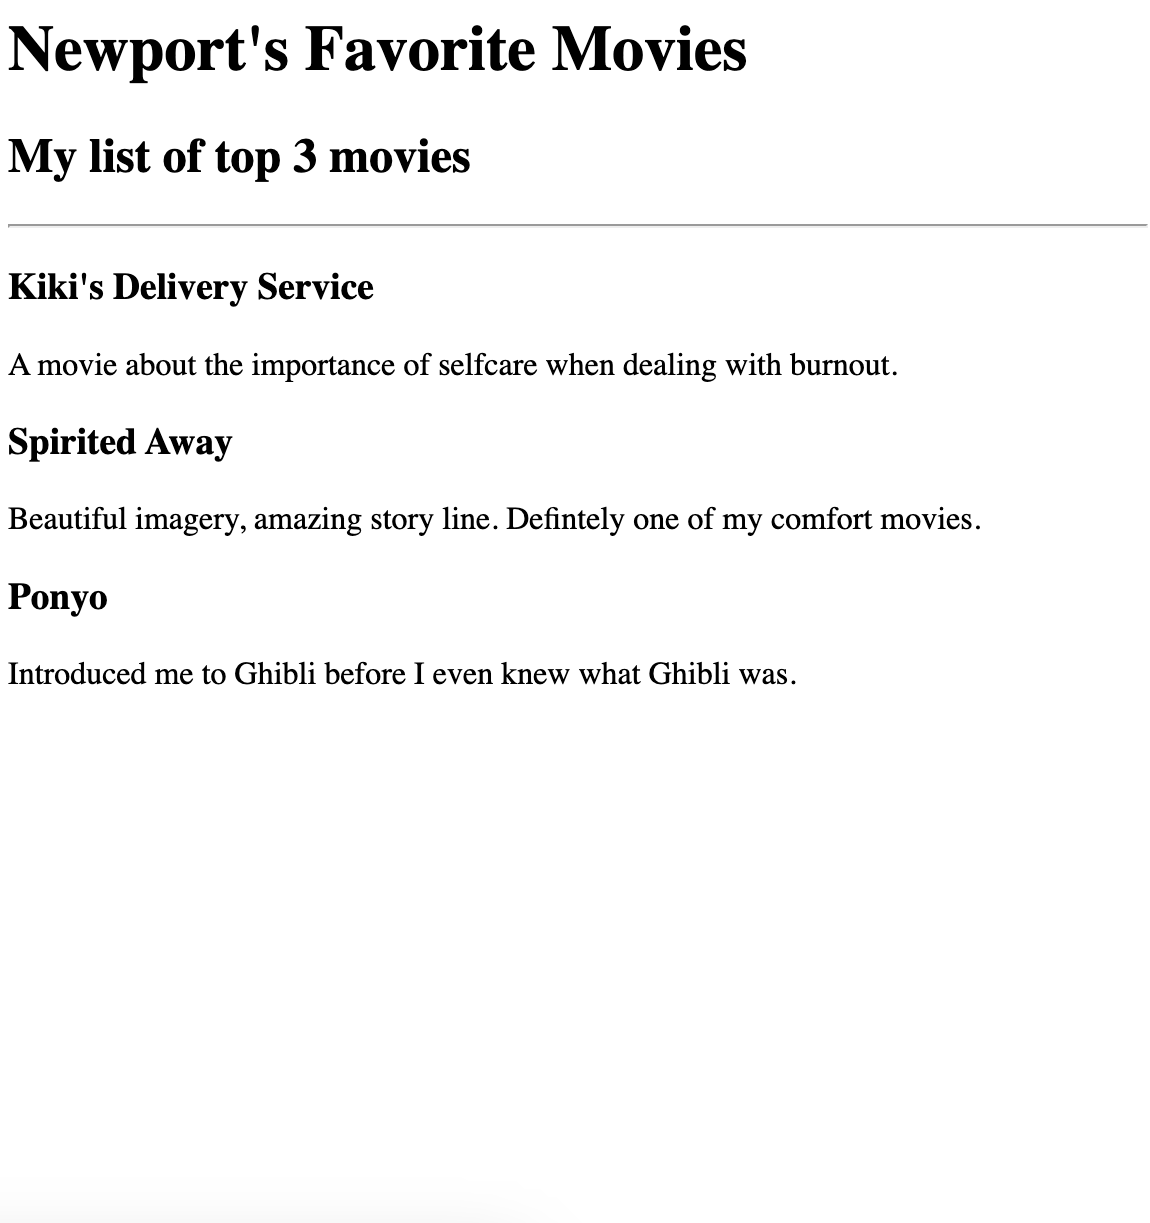 Newport's Favorite Movies
My list of top 3 movies
Kiki's Delivery Service
A movie about the importance of selfcare when dealing with burnout.
Spirited Away
Beautiful imagery, amazing story line. Defintely one of my comfort movies.
Ponyo
Introduced me to Ghibli before I even knew what Ghibli was.